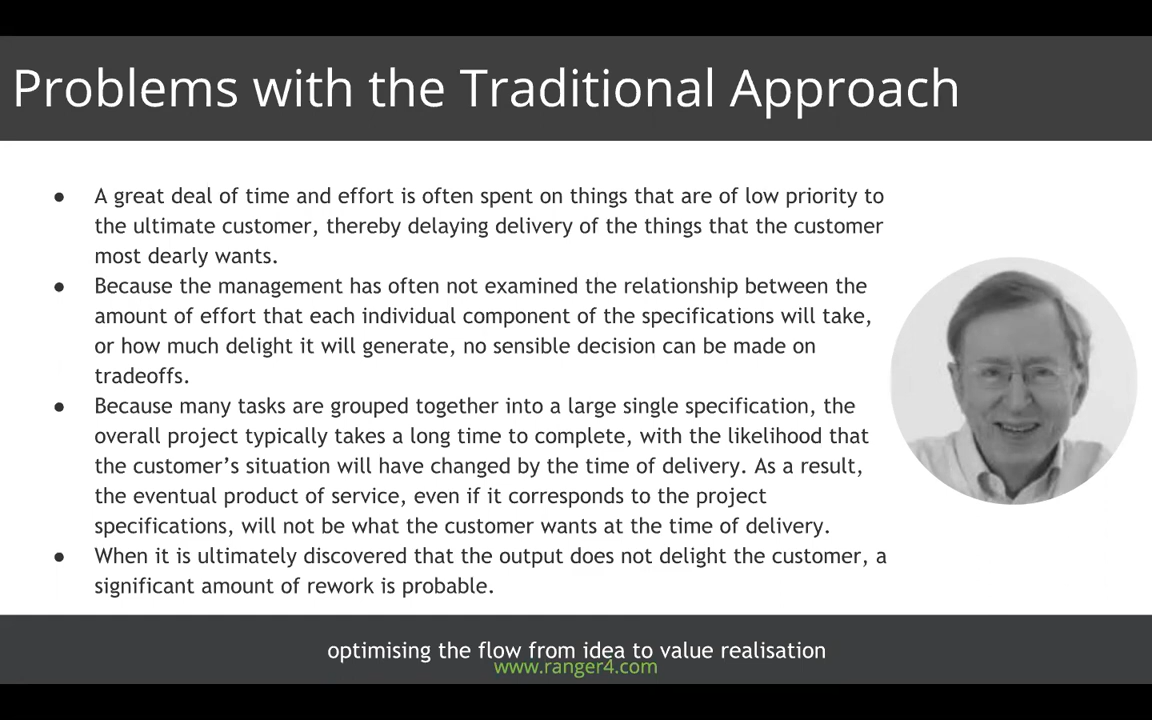 Problems with the Traditional Approach
● A great deal of time and effort is often spent on things that are of low priority to
the ultimate customer, thereby delaying delivery of the things that the customer
most dearly wants.
● Because the management has often not examined the relationship between the
amount of effort that each individual component of the specifications will take,
or how much delight it will generate, no sensible decision can be made on
tradeoffs.
● Because many tasks are grouped together into a large single specification, the
overall project typically takes a long time to complete, with the likelihood that
the customer’s situation will have changed by the time of delivery. As a result,
the eventual product of service, even if it corresponds to the project
specifications, will not be what the customer wants at the time of delivery.
● When it is ultimately discovered that the output does not delight the customer, a
significant amount of rework is probable.
optimising the flow from idea to value realisation
www.ranger4.com